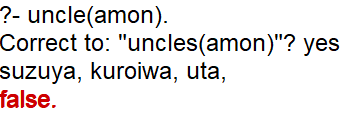 ?- uncle(amon).
Correct to: "uncles(amon)"? yes
suzuya, kuroiwa, uta,
false.